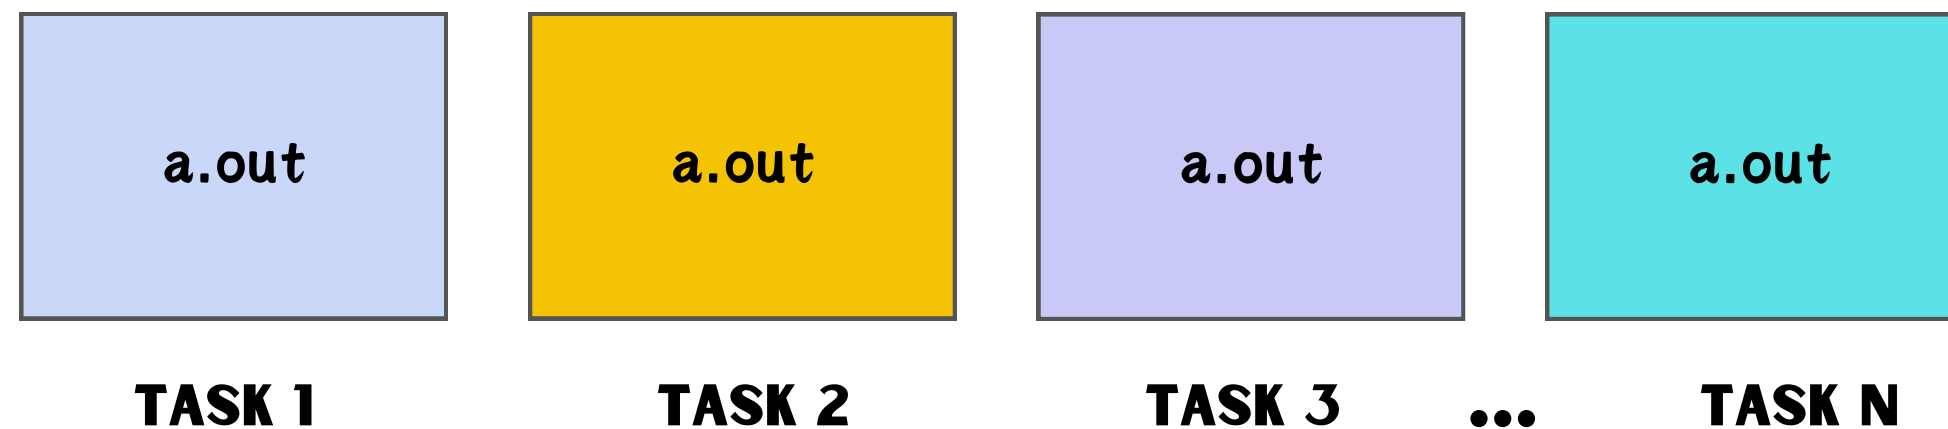 a.out a.out a.out a.out
TASK 1 TASK 2 TASK 3 ... TASK N